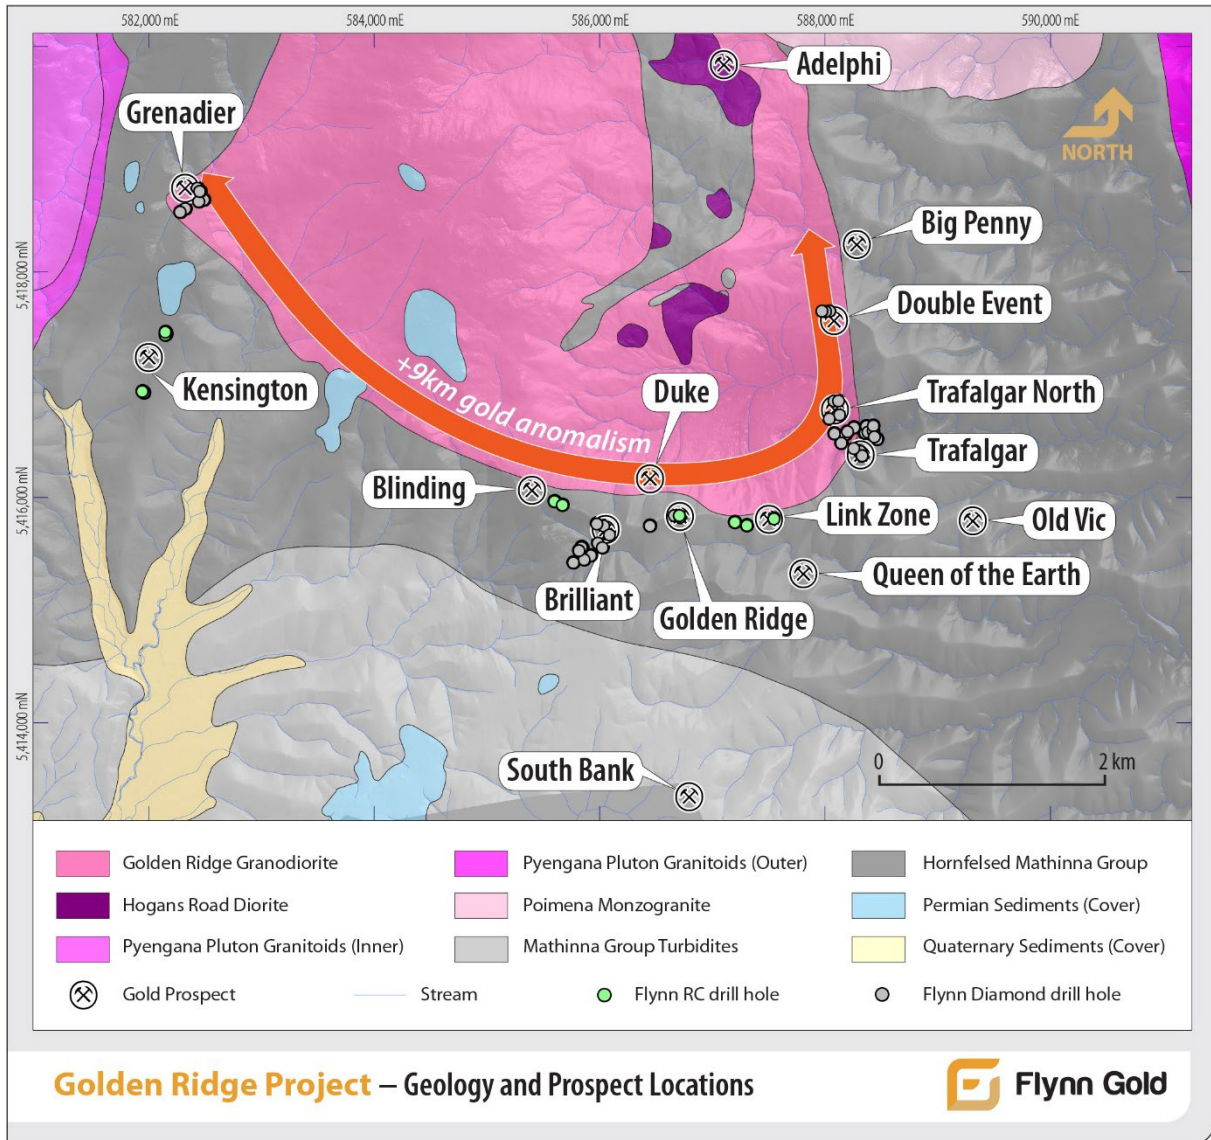 582,000 mE
584,000 mE
586,000 mE
588,000 mE
590,000 mE
Adelphi
Grenadier
NORTH
Big Penny
5,418,000 mN
Double Event
Kensington
+9km gold anomalism
Duke
Trafalgar North
Trafalgar
Blinding
5,416,000 mN
Link Zone
Old Vic
Brilliant
Golden Ridge
Queen of the Earth
5,414,000 mN
South Bank
0
2 km
Golden Ridge Granodiorite
Pyengana Pluton Granitoids (Outer)
Hornfelsed Mathinna Group
Hogans Road Diorite
Poimena Monzogranite
Permian Sediments (Cover)
Pyengana Pluton Granitoids (Inner)
Mathinna Group Turbidites
Quaternary Sediments (Cover)
Gold Prospect
Stream
Flynn RC drill hole
Flynn Diamond drill hole
Golden Ridge Project – Geology and Prospect Locations
Flynn Gold